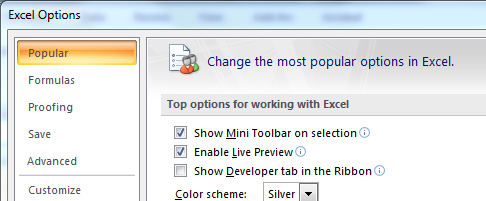 Excel Options
Popular
Formulas
Proofing
Save
Advanced
Customize
Change the most popular options in Excel.
Top options for working with Excel
Show Mini Toolbar on selection
Enable Live Preview
Show Developer tab in the Ribbon
Color scheme: Silver